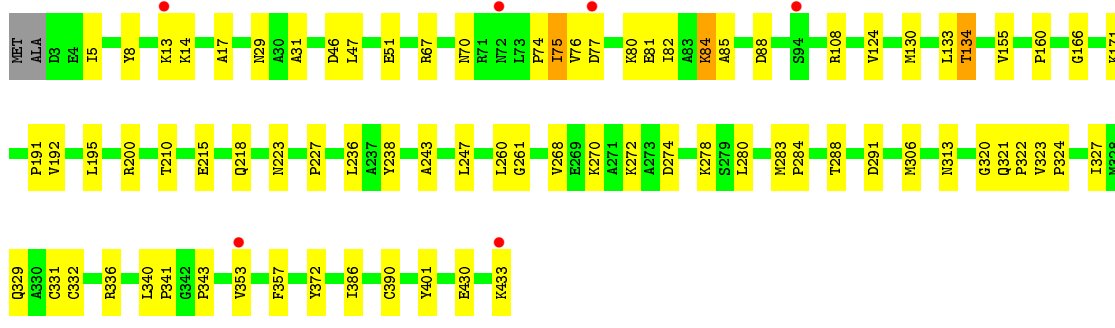 MET ALA D3 E4 I5 Y8 K13 K14 A17 N29 A30 A31 D46 L47 E51 R67 N70 R71 N72 L73 P74 I75 V76 D77 K80 E81 I82 A83 K84 A85 D88 S94 R108 V124 M130 L133 T134 V155 P160 G166 K171
P191 V192 L195 R200 T210 E215 Q218 N223 P227 L236 A237 Y238 A243 L247 L260 G261 V268 E269 K270 A271 K272 A273 D274 K278 S279 L280 M283 P284 T288 D291 M306 N313 G320 Q321 P322 V323 P324 I327 M328
Q329 A330 C331 C332 R336 L340 P341 G342 P343 V353 F357 Y372 I386 C390 Y401 E430 K433